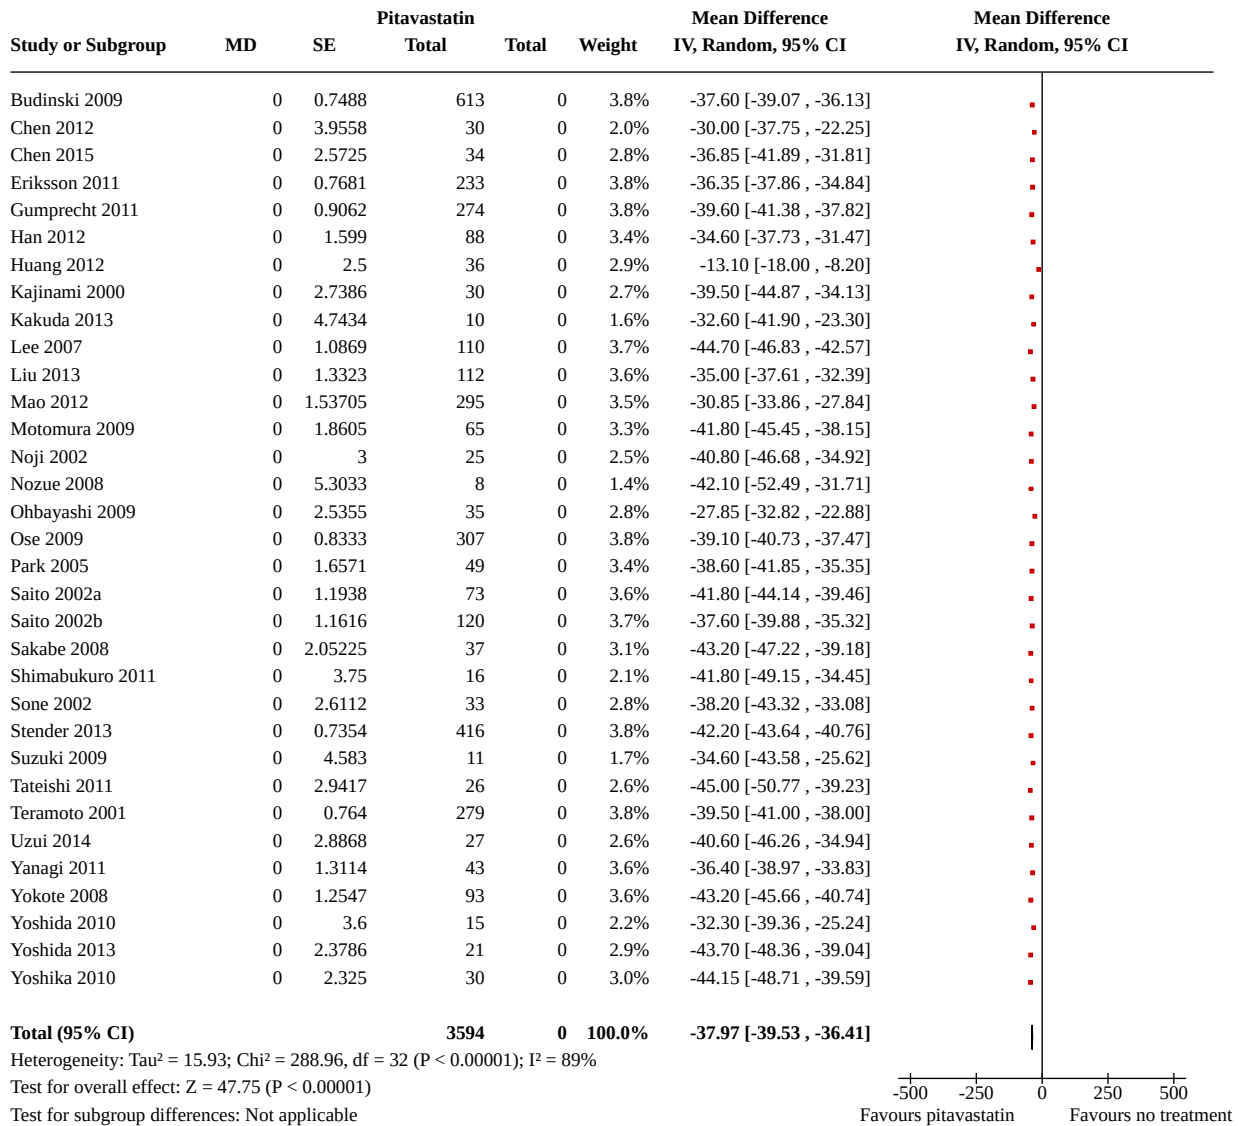 Pitavastatin Mean Difference Mean Difference
Study or Subgroup MD SE Total Total Weight IV, Random, 95% CI IV, Random, 95% CI
Budinski 2009 0 0.7488 613 0 3.8% -37.60 [-39.07 , -36.13]
Chen 2012 0 3.9558 30 0 2.0% -30.00 [-37.75 , -22.25]
Chen 2015 0 2.5725 34 0 2.8% -36.85 [-41.89 , -31.81]
Eriksson 2011 0 0.7681 233 0 3.8% -36.35 [-37.86 , -34.84]
Gumprecht 2011 0 0.9062 274 0 3.8% -39.60 [-41.38 , -37.82]
Han 2012 0 1.599 88 0 3.4% -34.60 [-37.73 , -31.47]
Huang 2012 0 2.5 36 0 2.9% -13.10 [-18.00 , -8.20]
Kajinami 2000 0 2.7386 30 0 2.7% -39.50 [-44.87 , -34.13]
Kakuda 2013 0 4.7434 10 0 1.6% -32.60 [-41.90 , -23.30]
Lee 2007 0 1.0869 110 0 3.7% -44.70 [-46.83 , -42.57]
Liu 2013 0 1.3323 112 0 3.6% -35.00 [-37.61 , -32.39]
Mao 2012 0 1.53705 295 0 3.5% -30.85 [-33.86 , -27.84]
Motomura 2009 0 1.8605 65 0 3.3% -41.80 [-45.45 , -38.15]
Noji 2002 0 3 25 0 2.5% -40.80 [-46.68 , -34.92]
Nozue 2008 0 5.3033 8 0 1.4% -42.10 [-52.49 , -31.71]
Ohbayashi 2009 0 2.5355 35 0 2.8% -27.85 [-32.82 , -22.88]
Ose 2009 0 0.8333 307 0 3.8% -39.10 [-40.73 , -37.47]
Park 2005 0 1.6571 49 0 3.4% -38.60 [-41.85 , -35.35]
Saito 2002a 0 1.1938 73 0 3.6% -41.80 [-44.14 , -39.46]
Saito 2002b 0 1.1616 120 0 3.7% -37.60 [-39.88 , -35.32]
Sakabe 2008 0 2.05225 37 0 3.1% -43.20 [-47.22 , -39.18]
Shimabukuro 2011 0 3.75 16 0 2.1% -41.80 [-49.15 , -34.45]
Sone 2002 0 2.6112 33 0 2.8% -38.20 [-43.32 , -33.08]
Stender 2013 0 0.7354 416 0 3.8% -42.20 [-43.64 , -40.76]
Suzuki 2009 0 4.583 11 0 1.7% -34.60 [-43.58 , -25.62]
Tateishi 2011 0 2.9417 26 0 2.6% -45.00 [-50.77 , -39.23]
Teramoto 2001 0 0.764 279 0 3.8% -39.50 [-41.00 , -38.00]
Uzui 2014 0 2.8868 27 0 2.6% -40.60 [-46.26 , -34.94]
Yanagi 2011 0 1.3114 43 0 3.6% -36.40 [-38.97 , -33.83]
Yokote 2008 0 1.2547 93 0 3.6% -43.20 [-45.66 , -40.74]
Yoshida 2010 0 3.6 15 0 2.2% -32.30 [-39.36 , -25.24]
Yoshida 2013 0 2.3786 21 0 2.9% -43.70 [-48.36 , -39.04]
Yoshika 2010 0 2.325 30 0 3.0% -44.15 [-48.71 , -39.59]
Total (95% CI) 3594 0 100.0% -37.97 [-39.53 , -36.41]
Heterogeneity: Tau² = 15.93; Chi² = 288.96, df = 32 (P < 0.00001); I² = 89%
Test for overall effect: Z = 47.75 (P < 0.00001)
Test for subgroup differences: Not applicable
-500 -250 0 250 500
Favours pitavastatin Favours no treatment